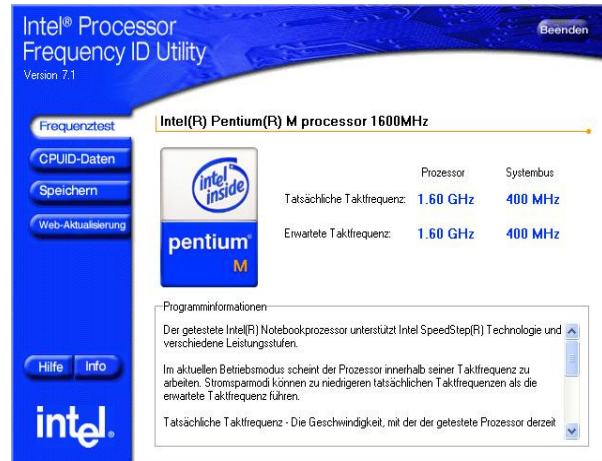 Intel® Processor
Frequency ID Utility
Version 7.1
Beenden
Frequenztest
CPUID-Daten
Speichern
Web-Aktualisierung
Hilfe
Info
intel.
Intel(R) Pentium(R) M processor 1600MHz
intel
inside
pentium
M
Prozessor Systembus
Tatsächliche Taktfrequenz: 1.60 GHz 400 MHz
Erwartete Taktfrequenz: 1.60 GHz 400 MHz
Programminformationen
Der getestete Intel(R) Notebookprozessor unterstützt Intel SpeedStep(R) Technologie und
verschiedene Leistungsstufen.
Im aktuellen Betriebsmodus scheint der Prozessor innerhalb seiner Taktfrequenz zu
arbeiten. Stromsparmodi können zu niedrigeren tatsächlichen Taktfrequenzen als die
erwartete Taktfrequenz führen.
Tatsächliche Taktfrequenz - Die Geschwindigkeit, mit der der getestete Prozessor derzeit